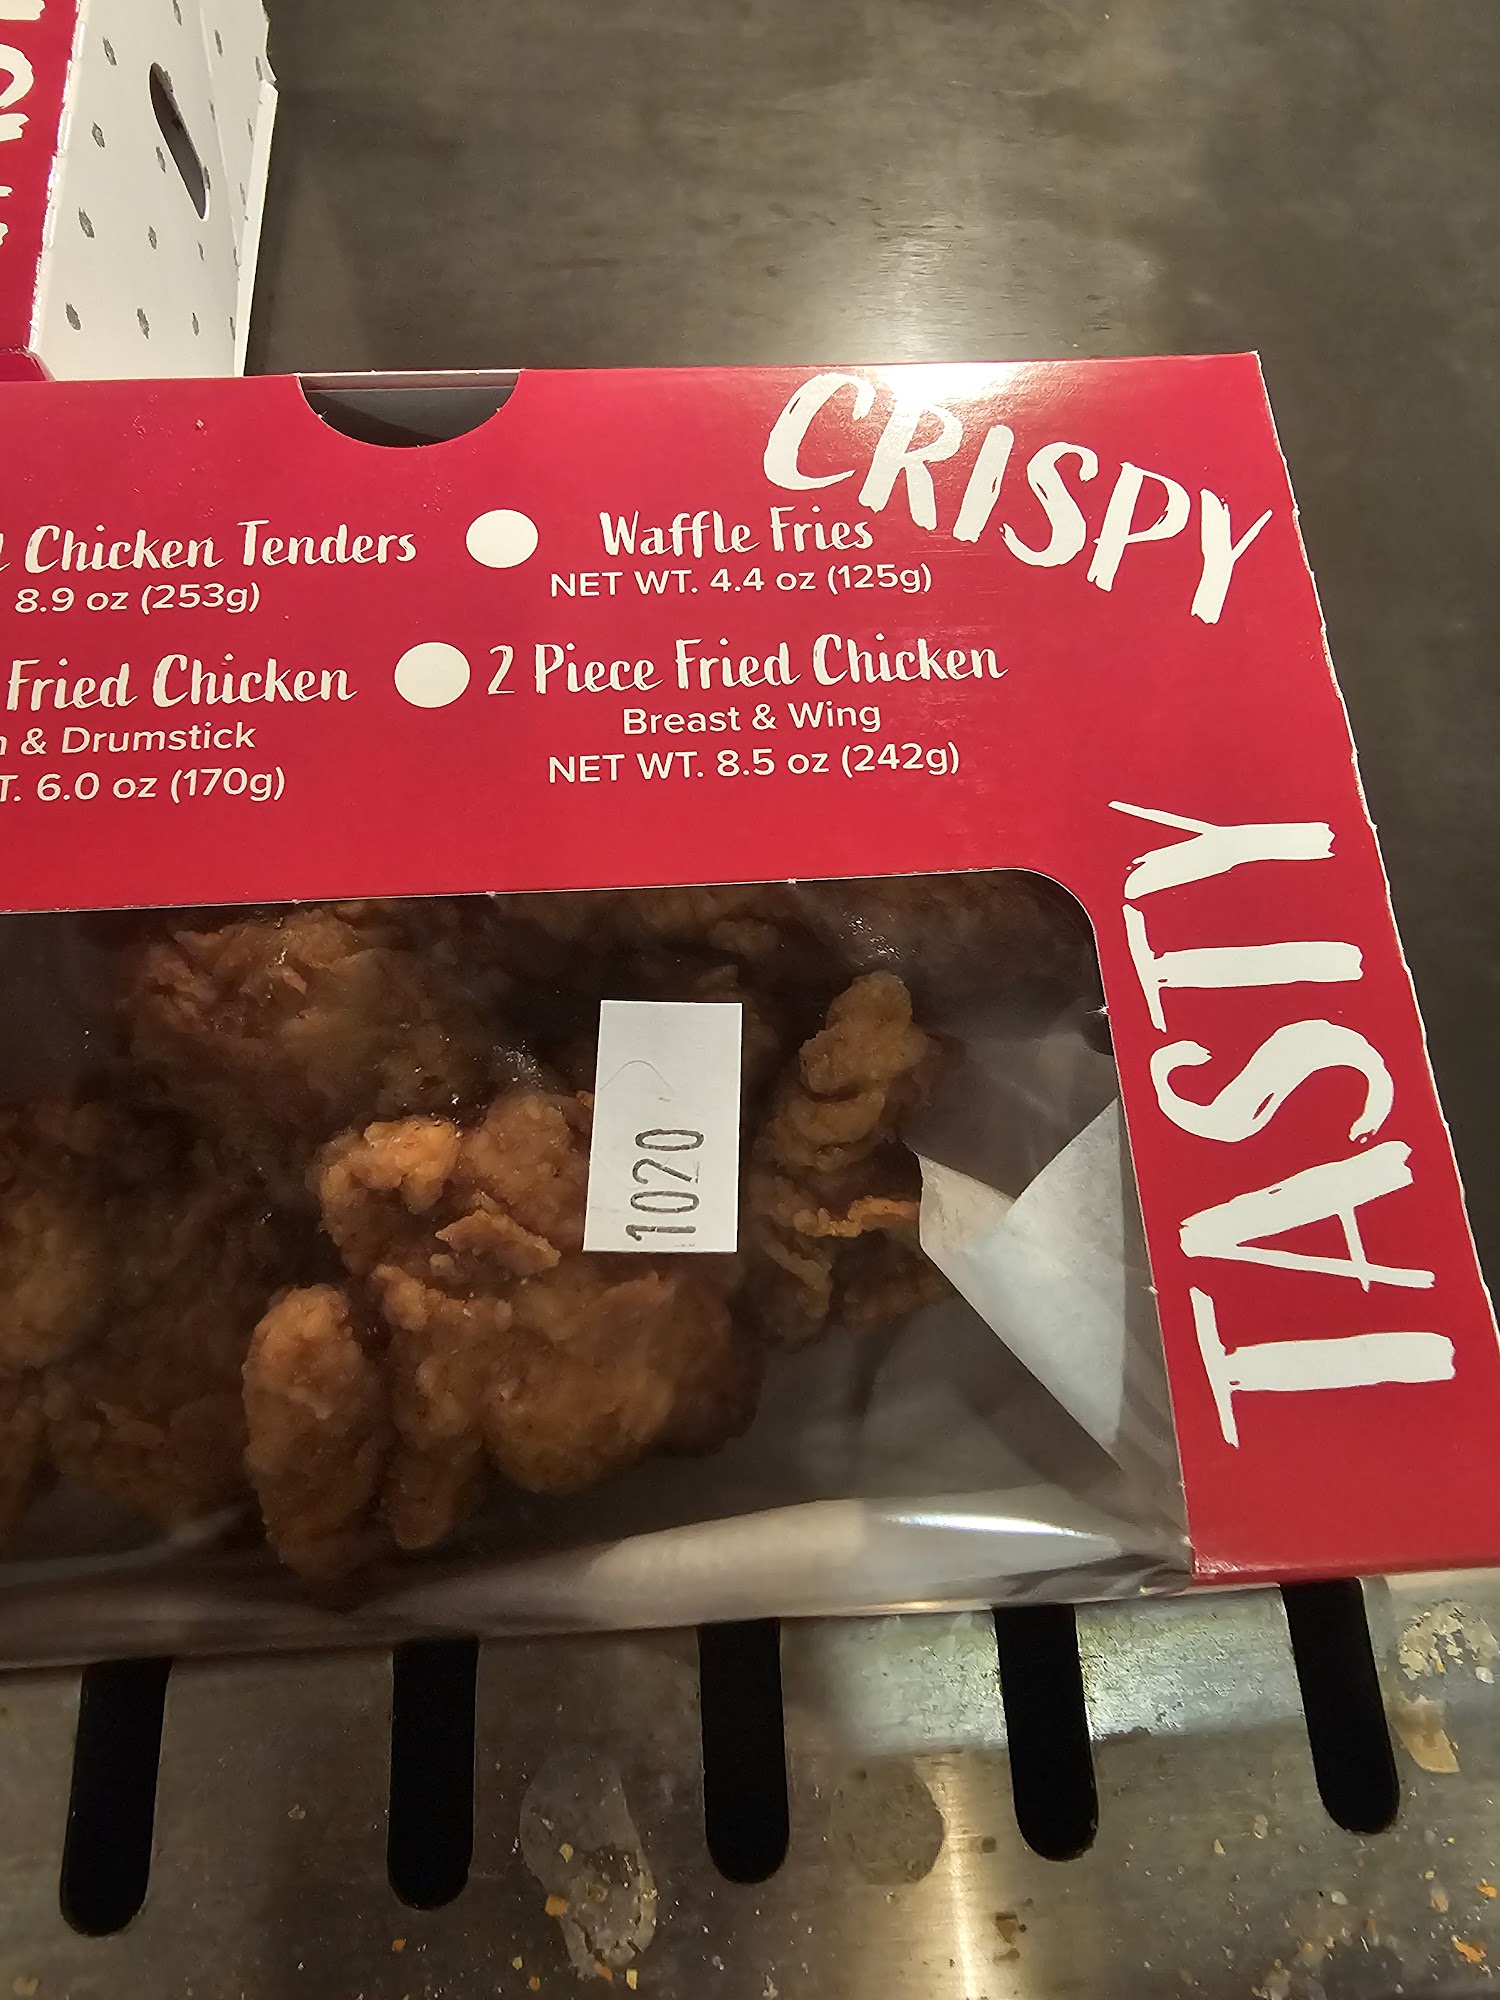 CRISPY
Chicken Tenders
8.9 oz (253g)
Waffle Fries
NET WT. 4.4 oz (125g)
Fried Chicken
& Drumstick
6.0 oz (170g)
2 Piece Fried Chicken
Breast & Wing
NET WT. 8.5 oz (242g)
TASTY
1020